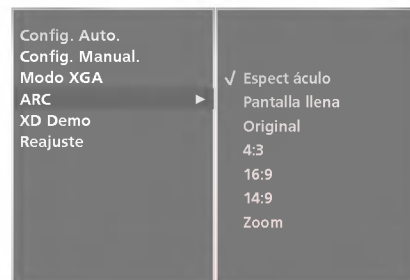 Config. Auto.
Config. Manual.
Modo XGA
ARC
XD Demo
Reajuste
√ Espect áculo
Pantalla llena
Original
4:3
16:9
14:9
Zoom